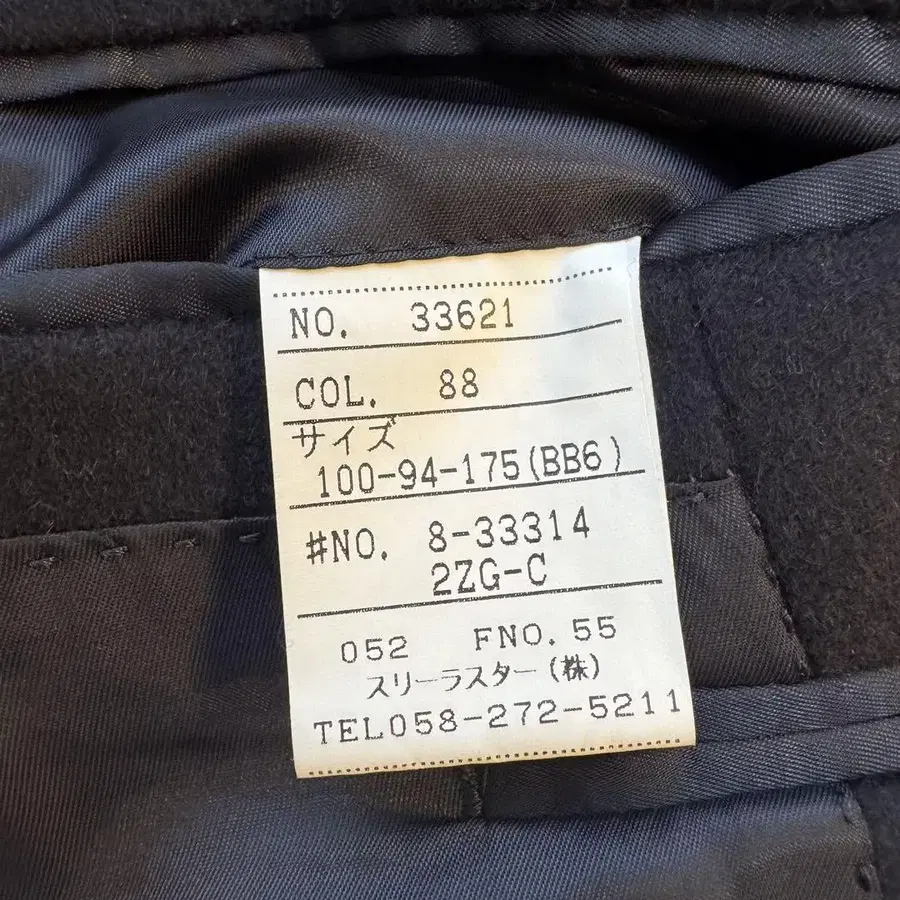 NO. 33621
COL. 88
サイズ
100-94-175(BB6)
#NO. 8-33314
2ZG-C
052 FNO.55
スリーラスター(株)
TEL058-272-5211